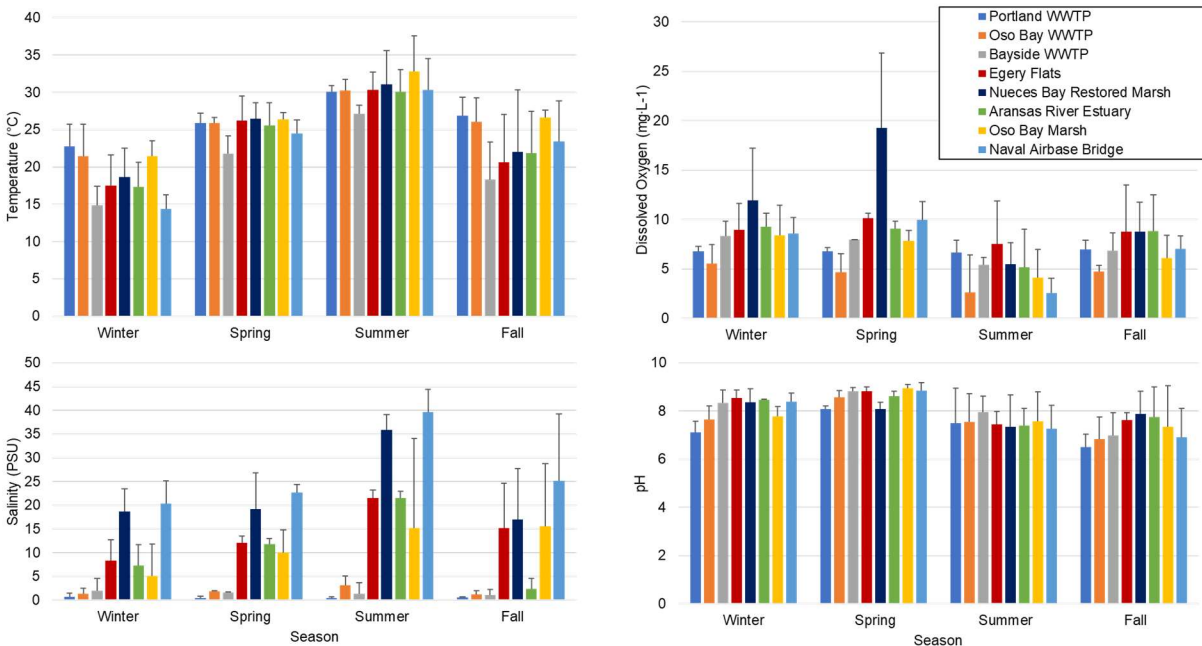 40
35
30
25
20
15
10
5
0
Temperature (°C)
Winter
Spring
Summer
Fall
30
25
20
15
10
5
0
Dissolved Oxygen (mg·L-1)
Winter
Spring
Summer
Fall
Portland WWTP
Oso Bay WWTP
Bayside WWTP
Egery Flats
Nueces Bay Restored Marsh
Aransas River Estuary
Oso Bay Marsh
Naval Airbase Bridge
50
45
40
35
30
25
20
15
10
5
0
Salinity (PSU)
Winter
Spring
Summer
Fall
Season
10
8
6
4
2
0
pH
Winter
Spring
Summer
Fall
Season